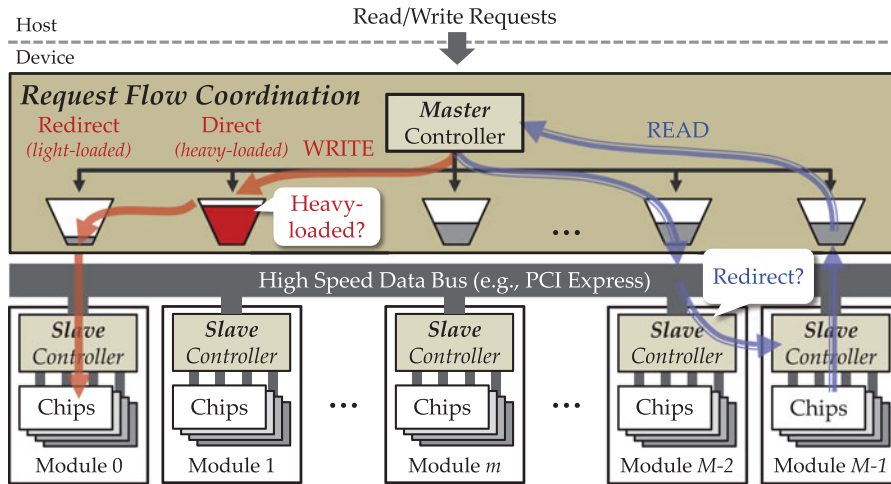 Read/Write Requests
Host
Device
Request Flow Coordination
Master
Controller
Redirect
(light-loaded)
Direct
(heavy-loaded)
WRITE
READ
Heavy-
loaded?
...
High Speed Data Bus (e.g., PCI Express)
Redirect?
Slave
Controller
Chips
Module 0
Slave
Controller
Chips
Module 1
...
Slave
Controller
Chips
Module m
...
Slave
Controller
Chips
Module M-2
Slave
Controller
Chips
Module M-1